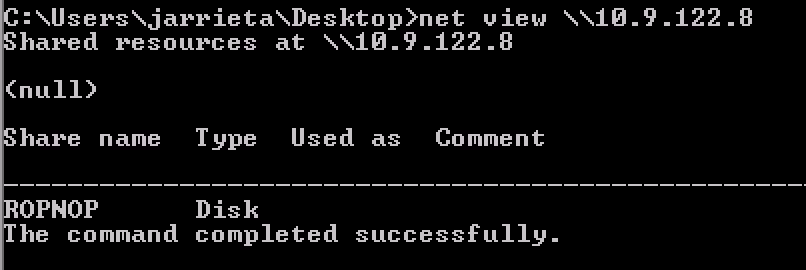 C:\Users\jarrieta\Desktop>net view \\10.9.122.8
Shared resources at \\10.9.122.8
(null)
Share name  Type  Used as  Comment
-------------------------------------------------------------------------------
ROPNOP      Disk
The command completed successfully.